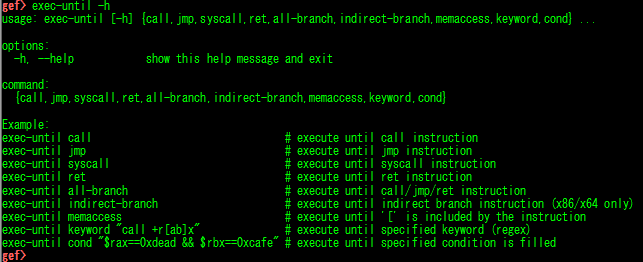 gef> exec-until -h
usage: exec-until [-h] {call,jmp,syscall,ret,all-branch,indirect-branch,memaccess,keyword,cond} ...
options:
-h, --help show this help message and exit
command:
{call,jmp,syscall,ret,all-branch,indirect-branch,memaccess,keyword,cond}
Example:
exec-until call # execute until call instruction
exec-until jmp # execute until jmp instruction
exec-until syscall # execute until syscall instruction
exec-until ret # execute until ret instruction
exec-until all-branch # execute until call/jmp/ret instruction
exec-until indirect-branch # execute until indirect branch instruction (x86/x64 only)
exec-until memaccess # execute until '[' is included by the instruction
exec-until keyword "call +r[ab]x" # execute until specified keyword (regex)
exec-until cond "$rax==0xdead && $rbx==0xcafe" # execute until specified condition is filled
gef>